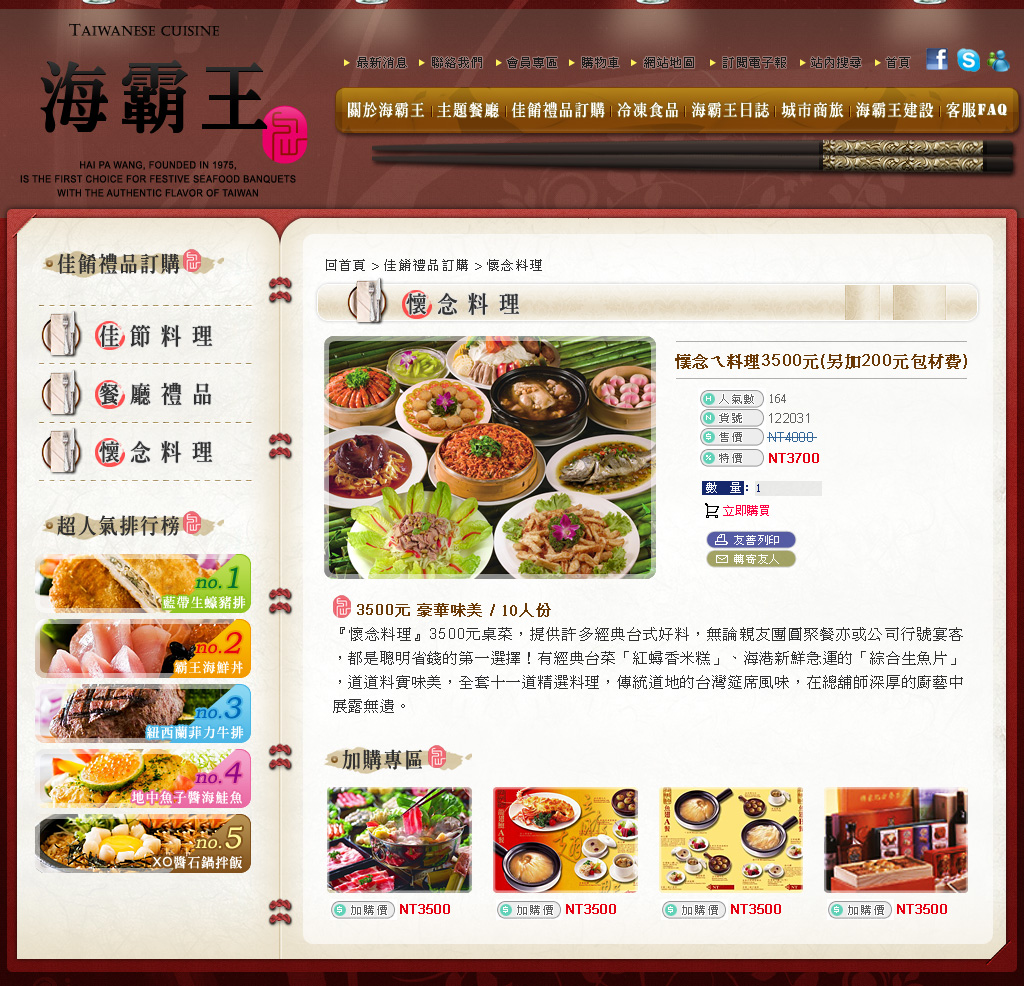 TAIWANESE CUISINE
海霸王
HAI PA WANG, FOUNDED IN 1975,
IS THE FIRST CHOICE FOR FESTIVE SEAFOOD BANQUETS
WITH THE AUTHENTIC FLAVOR OF TAIWAN
最新消息 聯絡我們 會員專區 購物車 網站地圖 訂閱電子報 站內搜尋 首頁
關於海霸王 主題餐廳 佳餚禮品訂購 冷凍食品 海霸王日誌 城市商旅 海霸王建設 客服FAQ
佳餚禮品訂購
佳節料理
餐廳禮品
懷念料理
超人氣排行榜
no.1
藍帶生蠔豬排
no.2
霸王海鮮丼
no.3
紐西蘭菲力牛排
no.4
地中魚子醬海鮭魚
no.5
XO醬石鍋拌飯
回首頁 > 佳餚禮品訂購 > 懷念料理
懷念料理
懷念ㄟ料理3500元(另加200元包材費)
人氣數 164
貨號 122031
售價 NT4000
特價 NT3700
數 量: 1
立即購買
友善列印
轉寄友人
3500元 豪華味美 / 10人份
『懷念料理』3500元桌菜，提供許多經典台式好料，無論親友團圓聚餐亦或公司行號宴客
，都是聰明省錢的第一選擇！有經典台菜「紅蟳香米糕」、海港新鮮急運的「綜合生魚片」
，道道料實味美，全套十一道精選料理，傳統道地的台灣筵席風味，在總舖師深厚的廚藝中
展露無遺。
加購專區
加購價 NT3500
加購價 NT3500
加購價 NT3500
加購價 NT3500